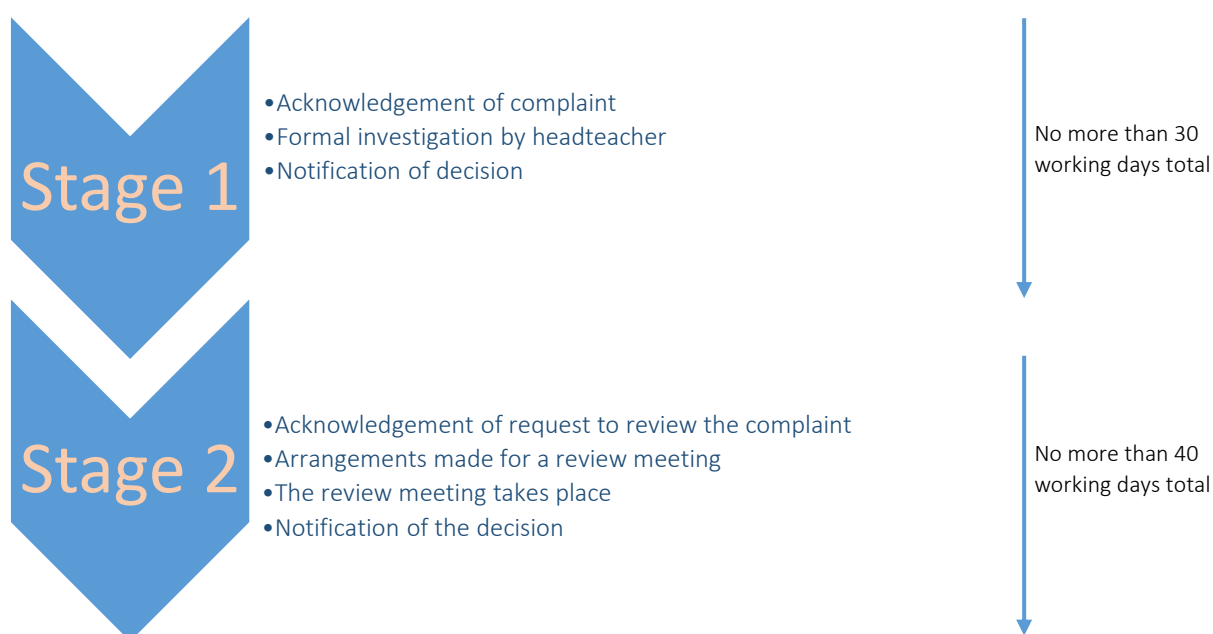 Stage 1
•Acknowledgement of complaint
•Formal investigation by headteacher
•Notification of decision
No more than 30
working days total
Stage 2
•Acknowledgement of request to review the complaint
•Arrangements made for a review meeting
•The review meeting takes place
•Notification of the decision
No more than 40
working days total